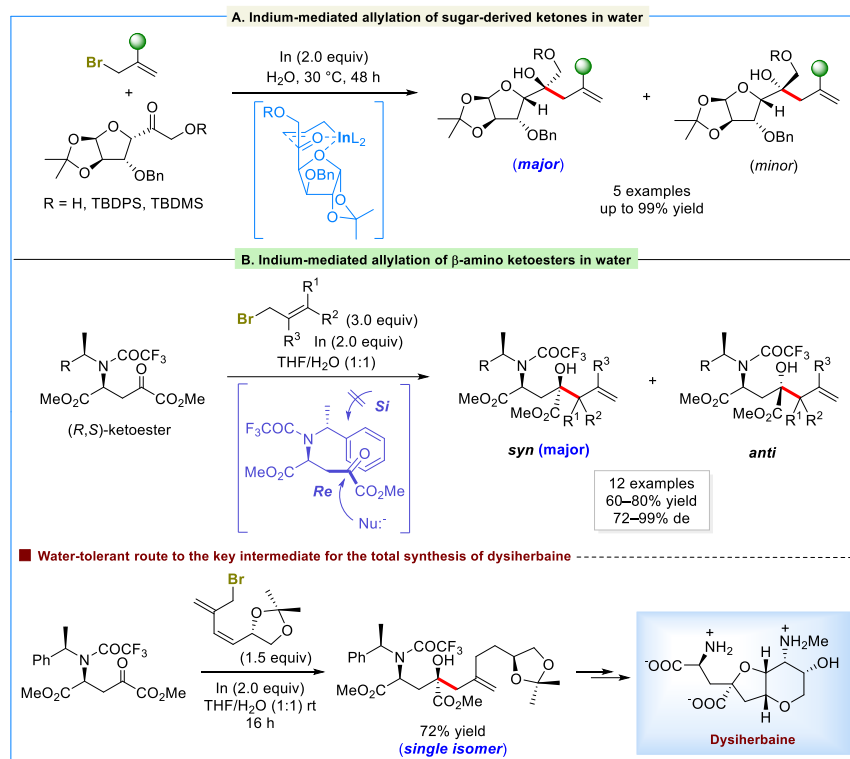 A. Indium-mediated allylation of sugar-derived ketones in water
Br
+
O
OR
O
O
O
OBn
R = H, TBDPS, TBDMS
In (2.0 equiv)
H2O, 30 °C, 48 h
RO
O
InL2
O
OBn
O
O
RO
HO
O
H
O
O
OBn
(major)
+
RO
HO
O
H
O
O
OBn
(minor)
5 examples
up to 99% yield
B. Indium-mediated allylation of β-amino ketoesters in water
R
N
COCF3
O
MeO2C
CO2Me
(R,S)-ketoester
R1
Br
R2
R3
(3.0 equiv)
In (2.0 equiv)
THF/H2O (1:1)
Si
F3COC
N
O
MeO2C
Re
CO2Me
Nu:-
R
N
COCF3
OH
R3
MeO2C
MeO2C
R1
R2
syn (major)
+
R
N
COCF3
OH
R3
MeO2C
MeO2C
R1
R2
anti
12 examples
60–80% yield
72–99% de
Water-tolerant route to the key intermediate for the total synthesis of dysiherbaine
Ph
N
COCF3
O
MeO2C
CO2Me
Br
O
O
(1.5 equiv)
In (2.0 equiv)
THF/H2O (1:1) rt
16 h
Ph
N
COCF3
OH
MeO2C
CO2Me
O
O
72% yield
(single isomer)
+
NH2
-O2C
-O2C
O
H
+
NH2Me
OH
O
H
Dysiherbaine